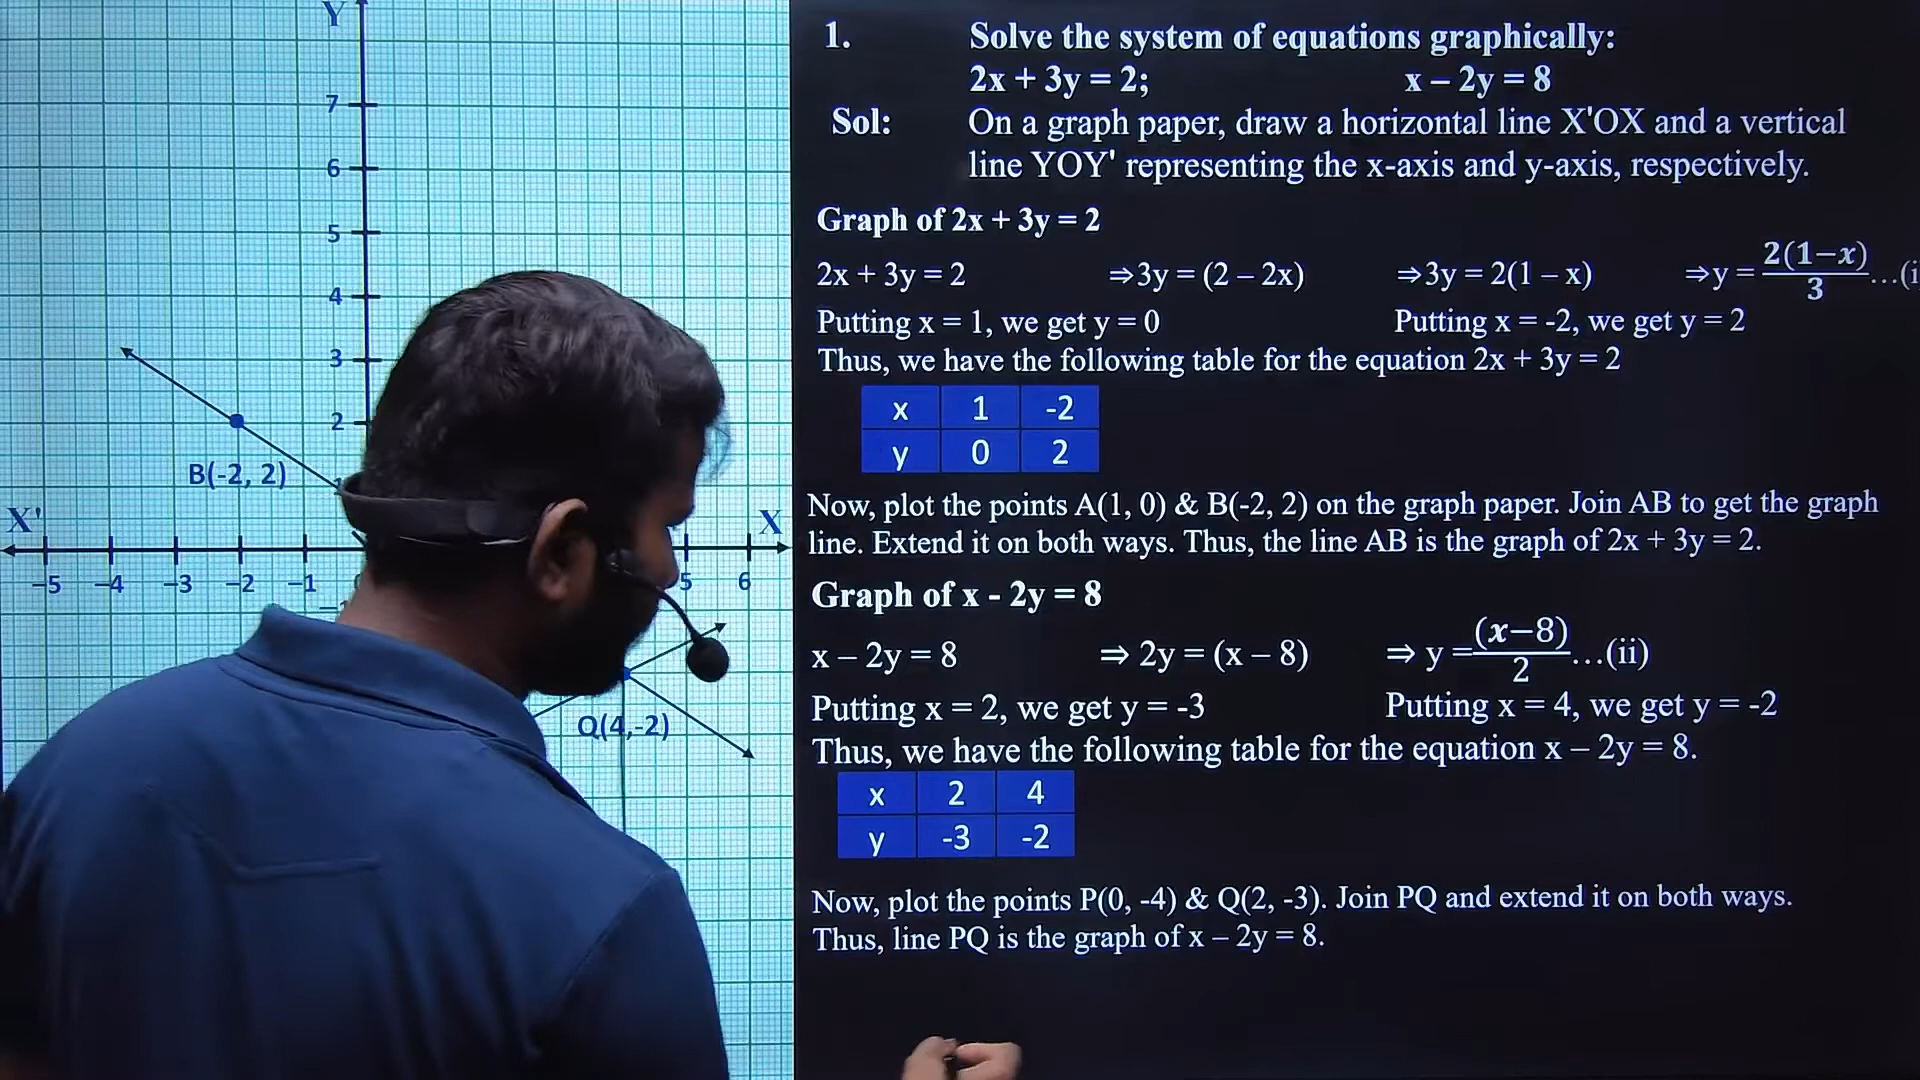 Y
7
6
5
4
3
2
B(-2, 2)
X'
X
-5 -4 -3 -2 -1 5 6
Q(4,-2)
1. Solve the system of equations graphically:
2x + 3y = 2; x – 2y = 8
Sol: On a graph paper, draw a horizontal line X'OX and a vertical
line YOY' representing the x-axis and y-axis, respectively.
Graph of 2x + 3y = 2
2x + 3y = 2 ⇒3y = (2 – 2x) ⇒3y = 2(1 – x) ⇒y = 2(1−x)/3 ...(i
Putting x = 1, we get y = 0 Putting x = -2, we get y = 2
Thus, we have the following table for the equation 2x + 3y = 2
x 1 -2
y 0 2
Now, plot the points A(1, 0) & B(-2, 2) on the graph paper. Join AB to get the graph
line. Extend it on both ways. Thus, the line AB is the graph of 2x + 3y = 2.
Graph of x - 2y = 8
x – 2y = 8 ⇒ 2y = (x – 8) ⇒ y = (x−8)/2 ...(ii)
Putting x = 2, we get y = -3 Putting x = 4, we get y = -2
Thus, we have the following table for the equation x – 2y = 8.
x 2 4
y -3 -2
Now, plot the points P(0, -4) & Q(2, -3). Join PQ and extend it on both ways.
Thus, line PQ is the graph of x – 2y = 8.